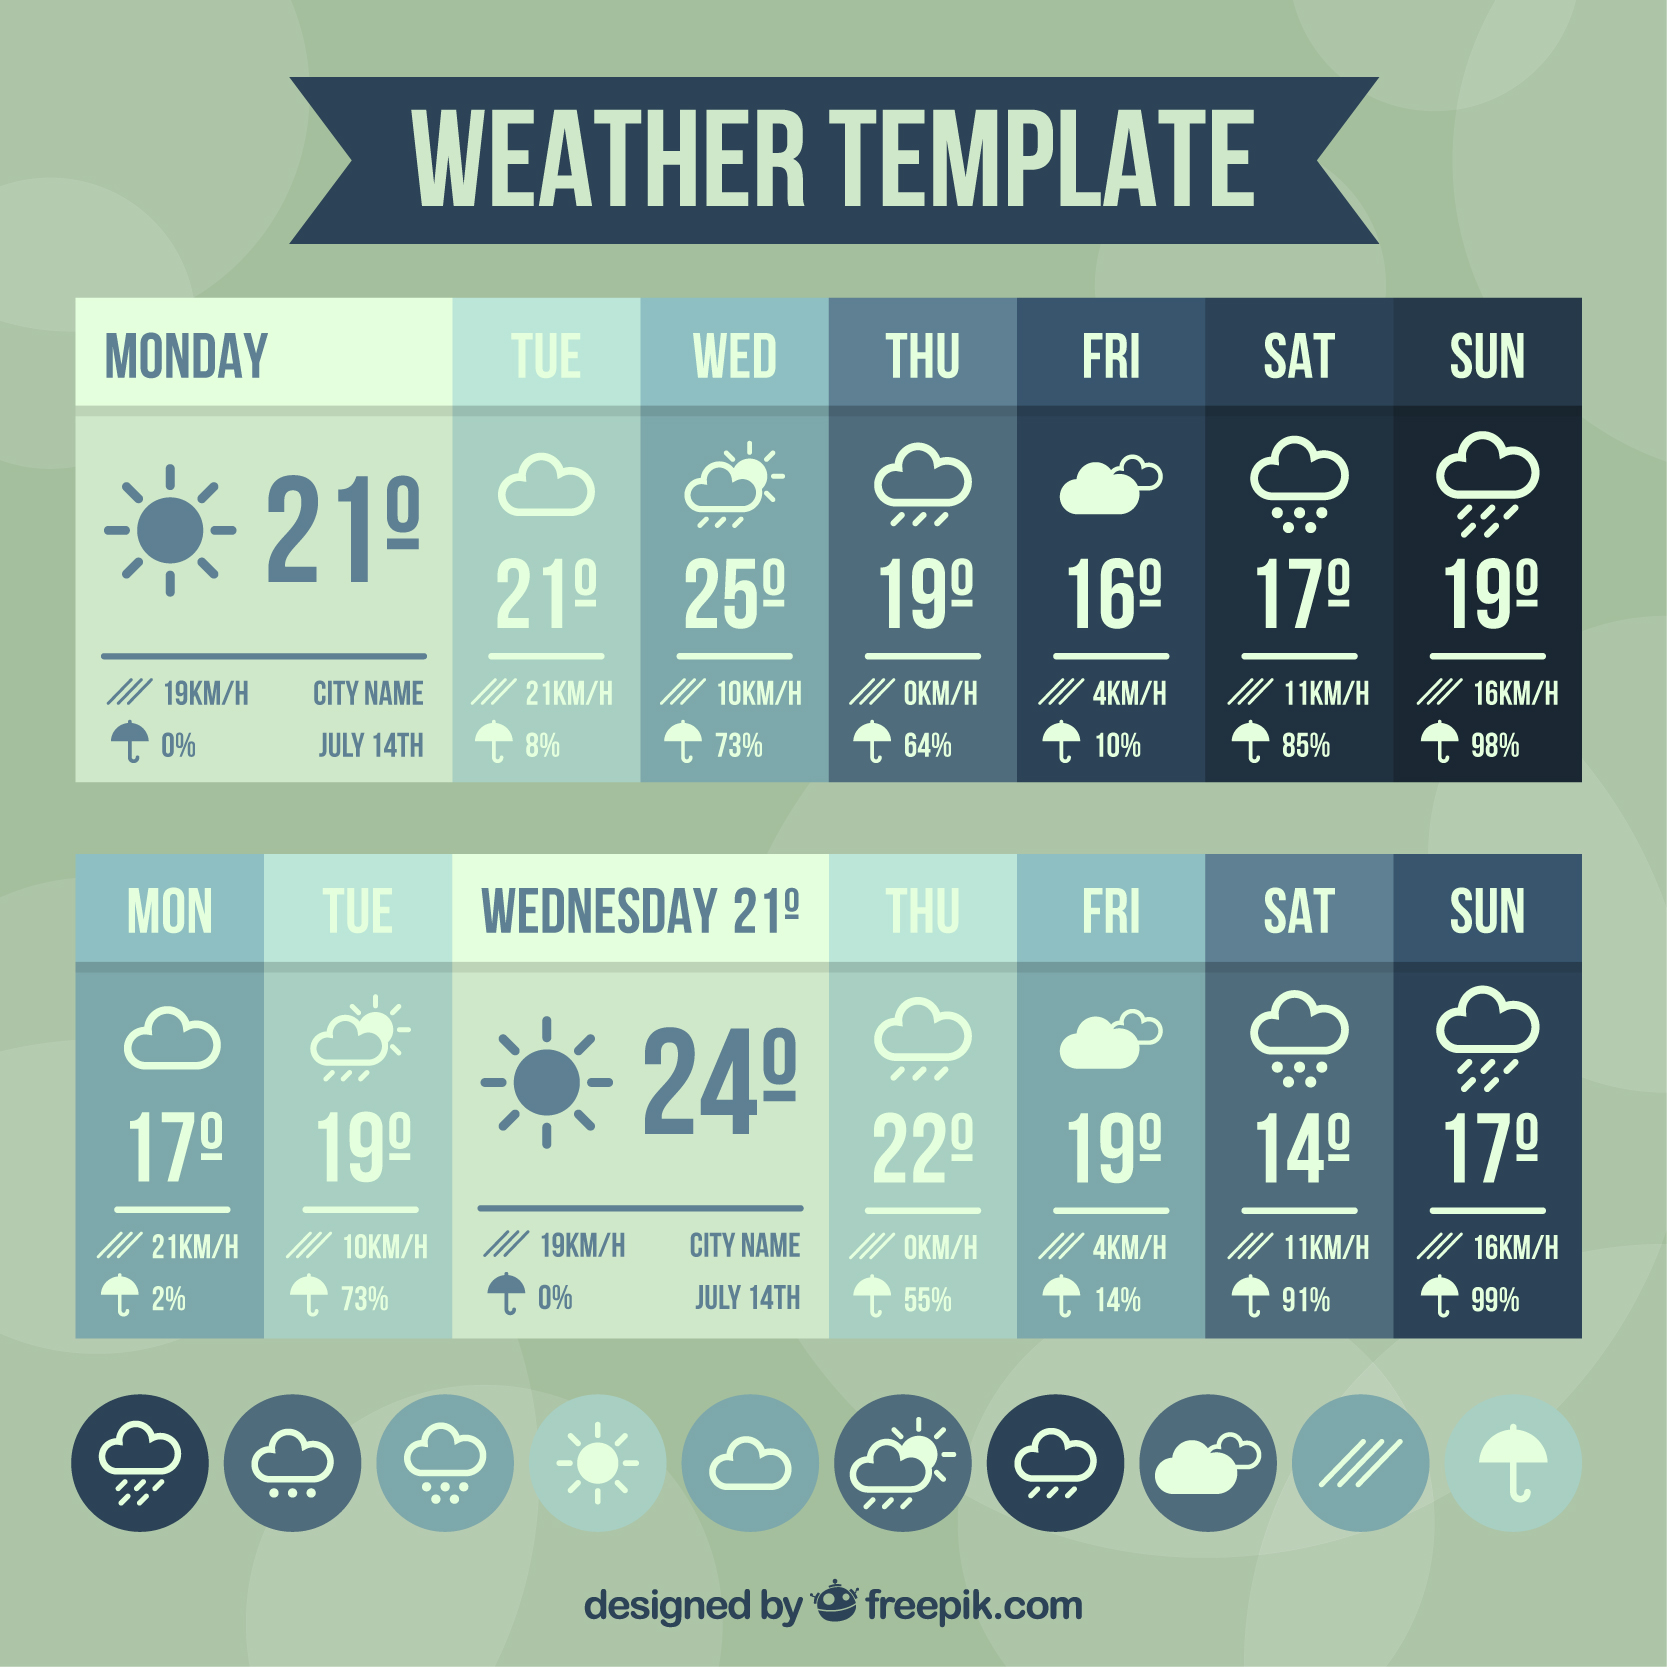 WEATHER TEMPLATE
MONDAY TUE WED THU FRI SAT SUN
21º 21º 25º 19º 16º 17º 19º
19KM/H CITY NAME 21KM/H 10KM/H 0KM/H 4KM/H 11KM/H 16KM/H
0% JULY 14TH 8% 73% 64% 10% 85% 98%
MON TUE WEDNESDAY 21º THU FRI SAT SUN
17º 19º 24º 22º 19º 14º 17º
21KM/H 10KM/H 19KM/H CITY NAME 0KM/H 4KM/H 11KM/H 16KM/H
2% 73% 0% JULY 14TH 55% 14% 91% 99%
designed by freepik.com